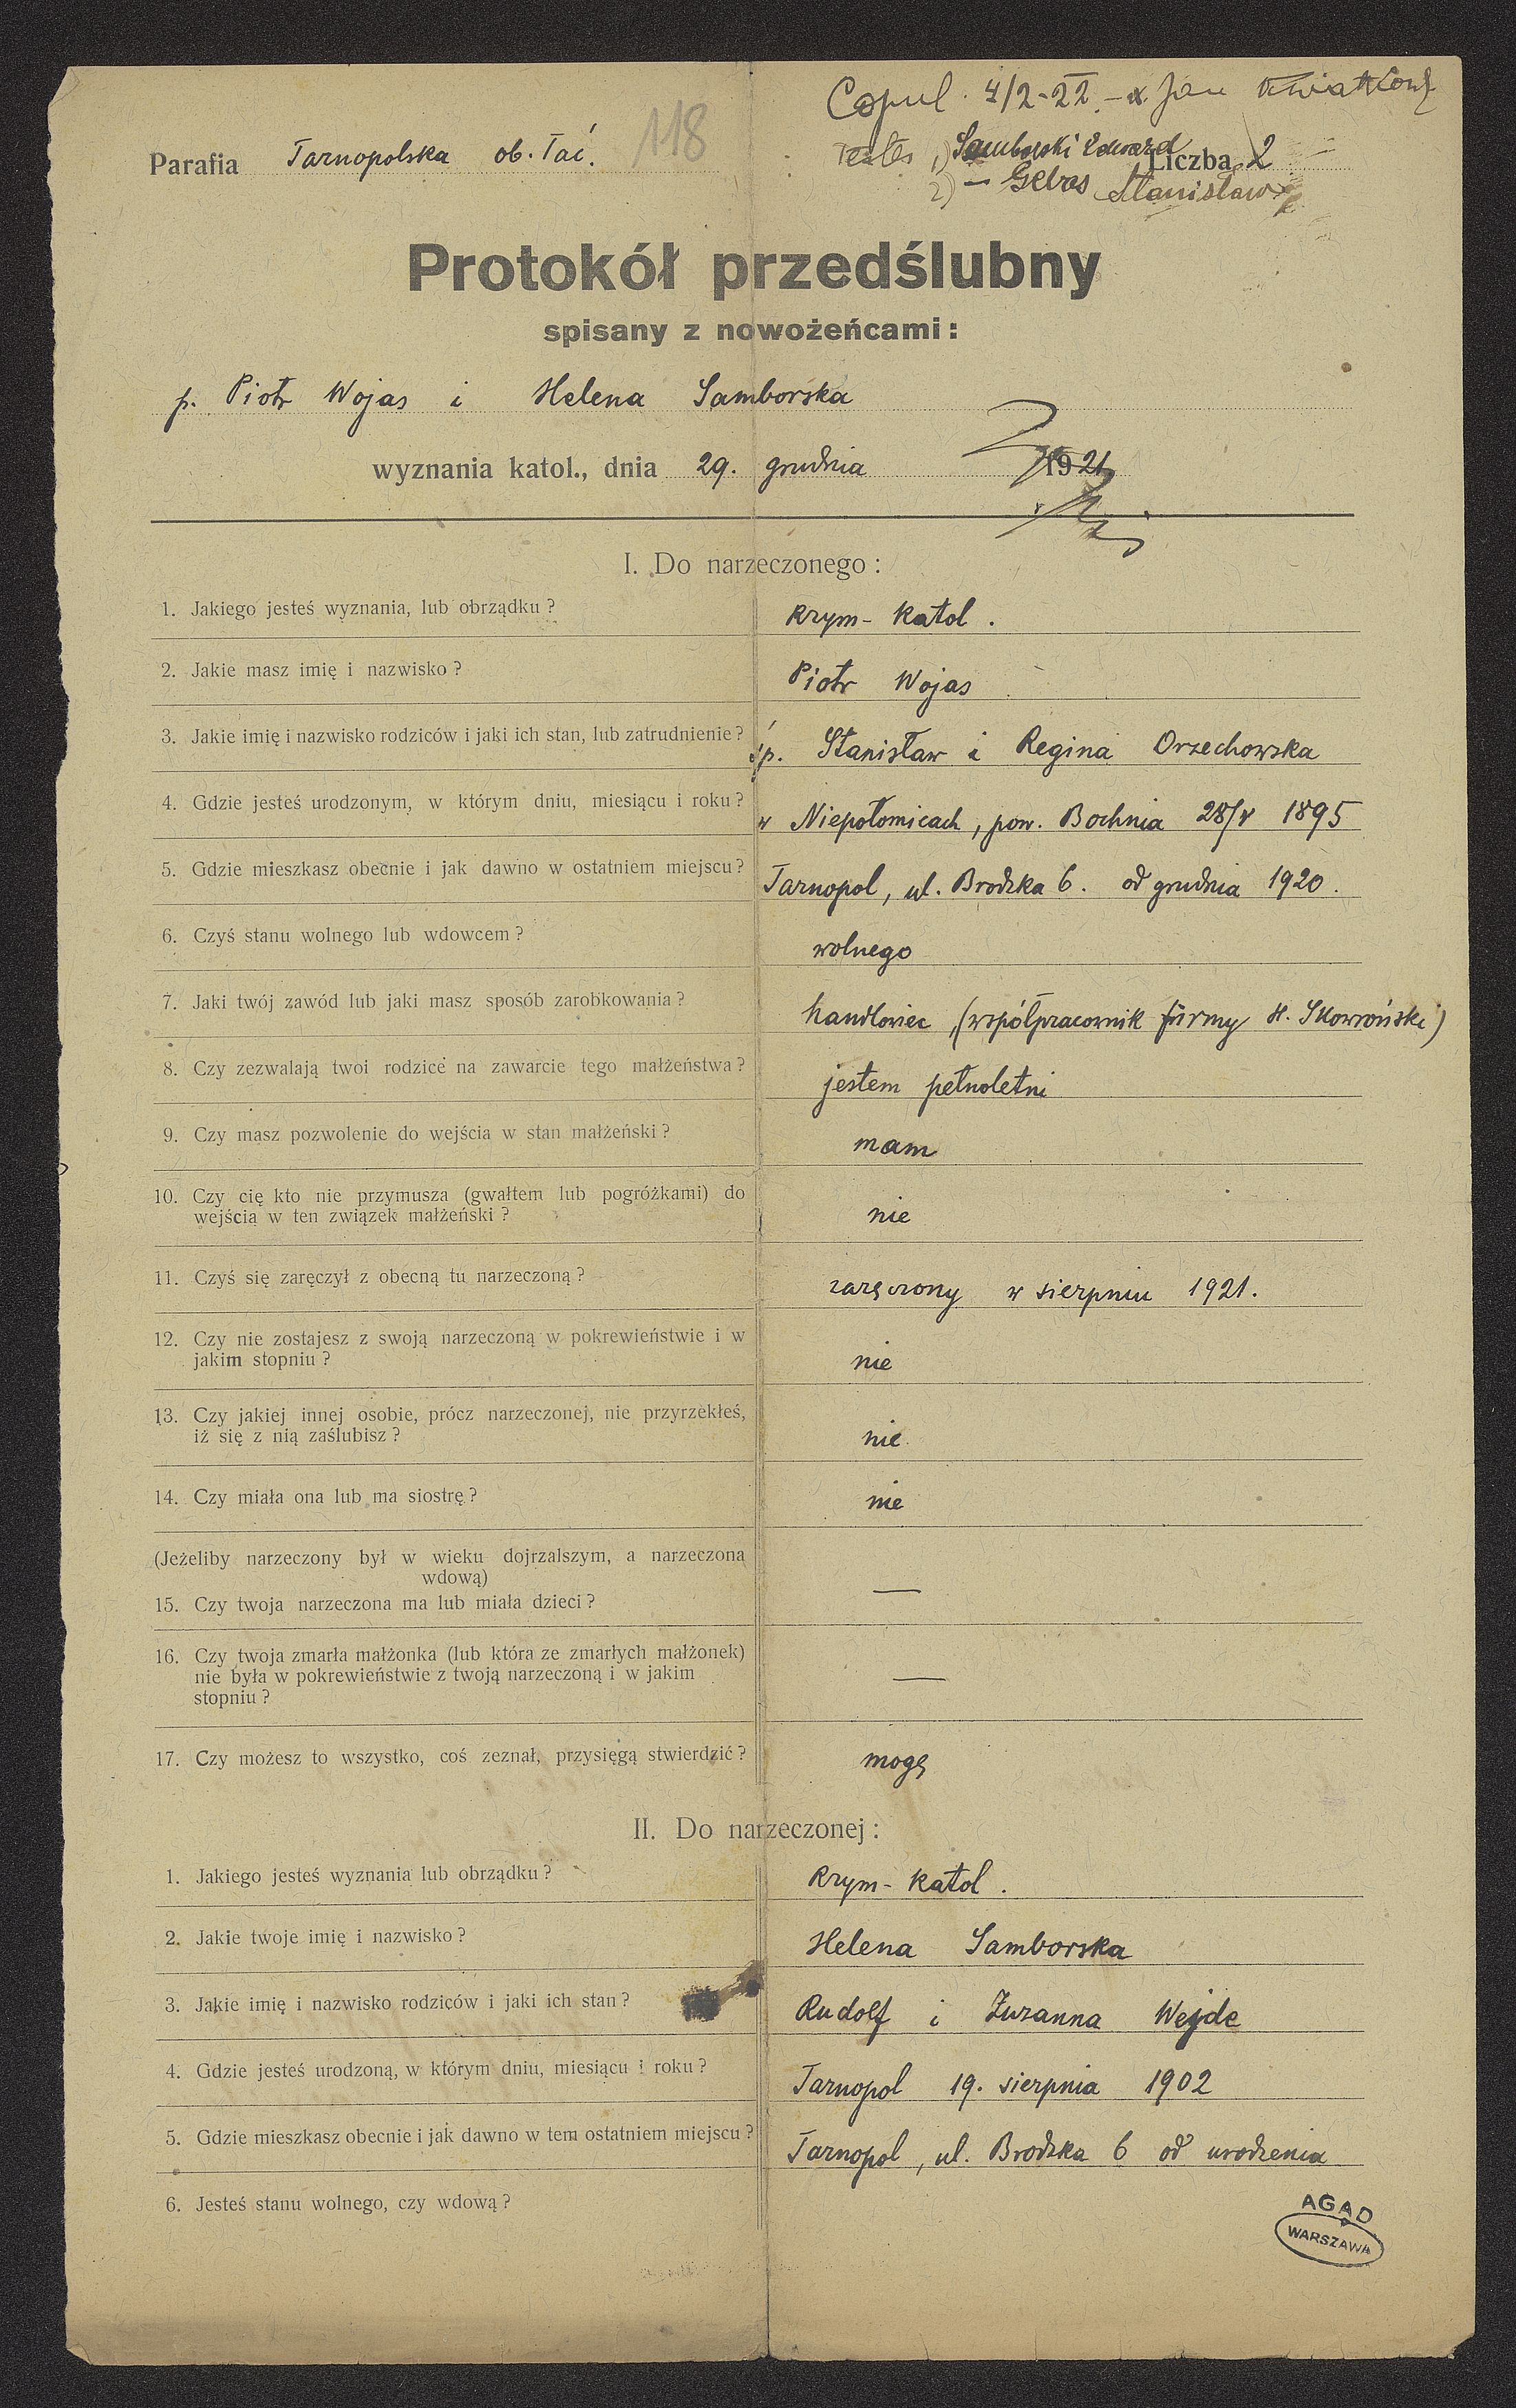 Copul. 4/2-22 - x. Jan
118
Parafia Tarnopolska ob. łać.
Testes 1) Samborski Edward
Liczba 2
2) - Gebes Stanisław
Protokół przedślubny
spisany z nowożeńcami:
p. Piotr Wojas i Helena Samborska
wyznania katol., dnia 29. grudnia 1921
I. Do narzeczonego:
1. Jakiego jesteś wyznania, lub obrządku? Rzym-Katol.
2. Jakie masz imię i nazwisko? Piotr Wojas
3. Jakie imię i nazwisko rodziców i jaki ich stan, lub zatrudnienie? śp. Stanisław i Regina Orzechowska
4. Gdzie jesteś urodzonym, w którym dniu, miesiącu i roku? w Niepołomicach, pow. Bochnia 28/V 1895
5. Gdzie mieszkasz obecnie i jak dawno w ostatniem miejscu? Tarnopol, ul. Brodzka 6. od grudnia 1920.
6. Czyś stanu wolnego lub wdowcem? wolnego
7. Jaki twój zawód lub jaki masz sposób zarobkowania? handlowiec, (współpracownik firmy H. Skowroński)
8. Czy zezwalają twoi rodzice na zawarcie tego małżeństwa? jestem pełnoletni
9. Czy masz pozwolenie do wejścia w stan małżeński? mam
10. Czy cię kto nie przymusza (gwałtem lub pogróżkami) do
wejścia w ten związek małżeński? nie
11. Czyś się zaręczył z obecną tu narzeczoną? zaręczony w sierpniu 1921.
12. Czy nie zostajesz z swoją narzeczoną w pokrewieństwie i w
jakim stopniu? nie
13. Czy jakiej innej osobie, prócz narzeczonej, nie przyrzekłeś,
iż się z nią zaślubisz? nie
14. Czy miała ona lub ma siostrę? nie
(Jeżeliby narzeczony był w wieku dojrzalszym, a narzeczona
wdową)
15. Czy twoja narzeczona ma lub miała dzieci? —
16. Czy twoja zmarła małżonka (lub która ze zmarłych małżonek)
nie była w pokrewieństwie z twoją narzeczoną i w jakim
stopniu? —
17. Czy możesz to wszystko, coś zeznał, przysięgą stwierdzić? mogę
II. Do narzeczonej:
1. Jakiego jesteś wyznania lub obrządku? Rzym-Katol.
2. Jakie twoje imię i nazwisko? Helena Samborska
3. Jakie imię i nazwisko rodziców i jaki ich stan? Rudolf i Zuzanna Wejde
4. Gdzie jesteś urodzoną, w którym dniu, miesiącu i roku? Tarnopol 19. sierpnia 1902
5. Gdzie mieszkasz obecnie i jak dawno w tem ostatniem miejscu? Tarnopol, ul. Brodzka 6 od urodzenia
6. Jesteś stanu wolnego, czy wdową?
AGAD
WARSZAWA